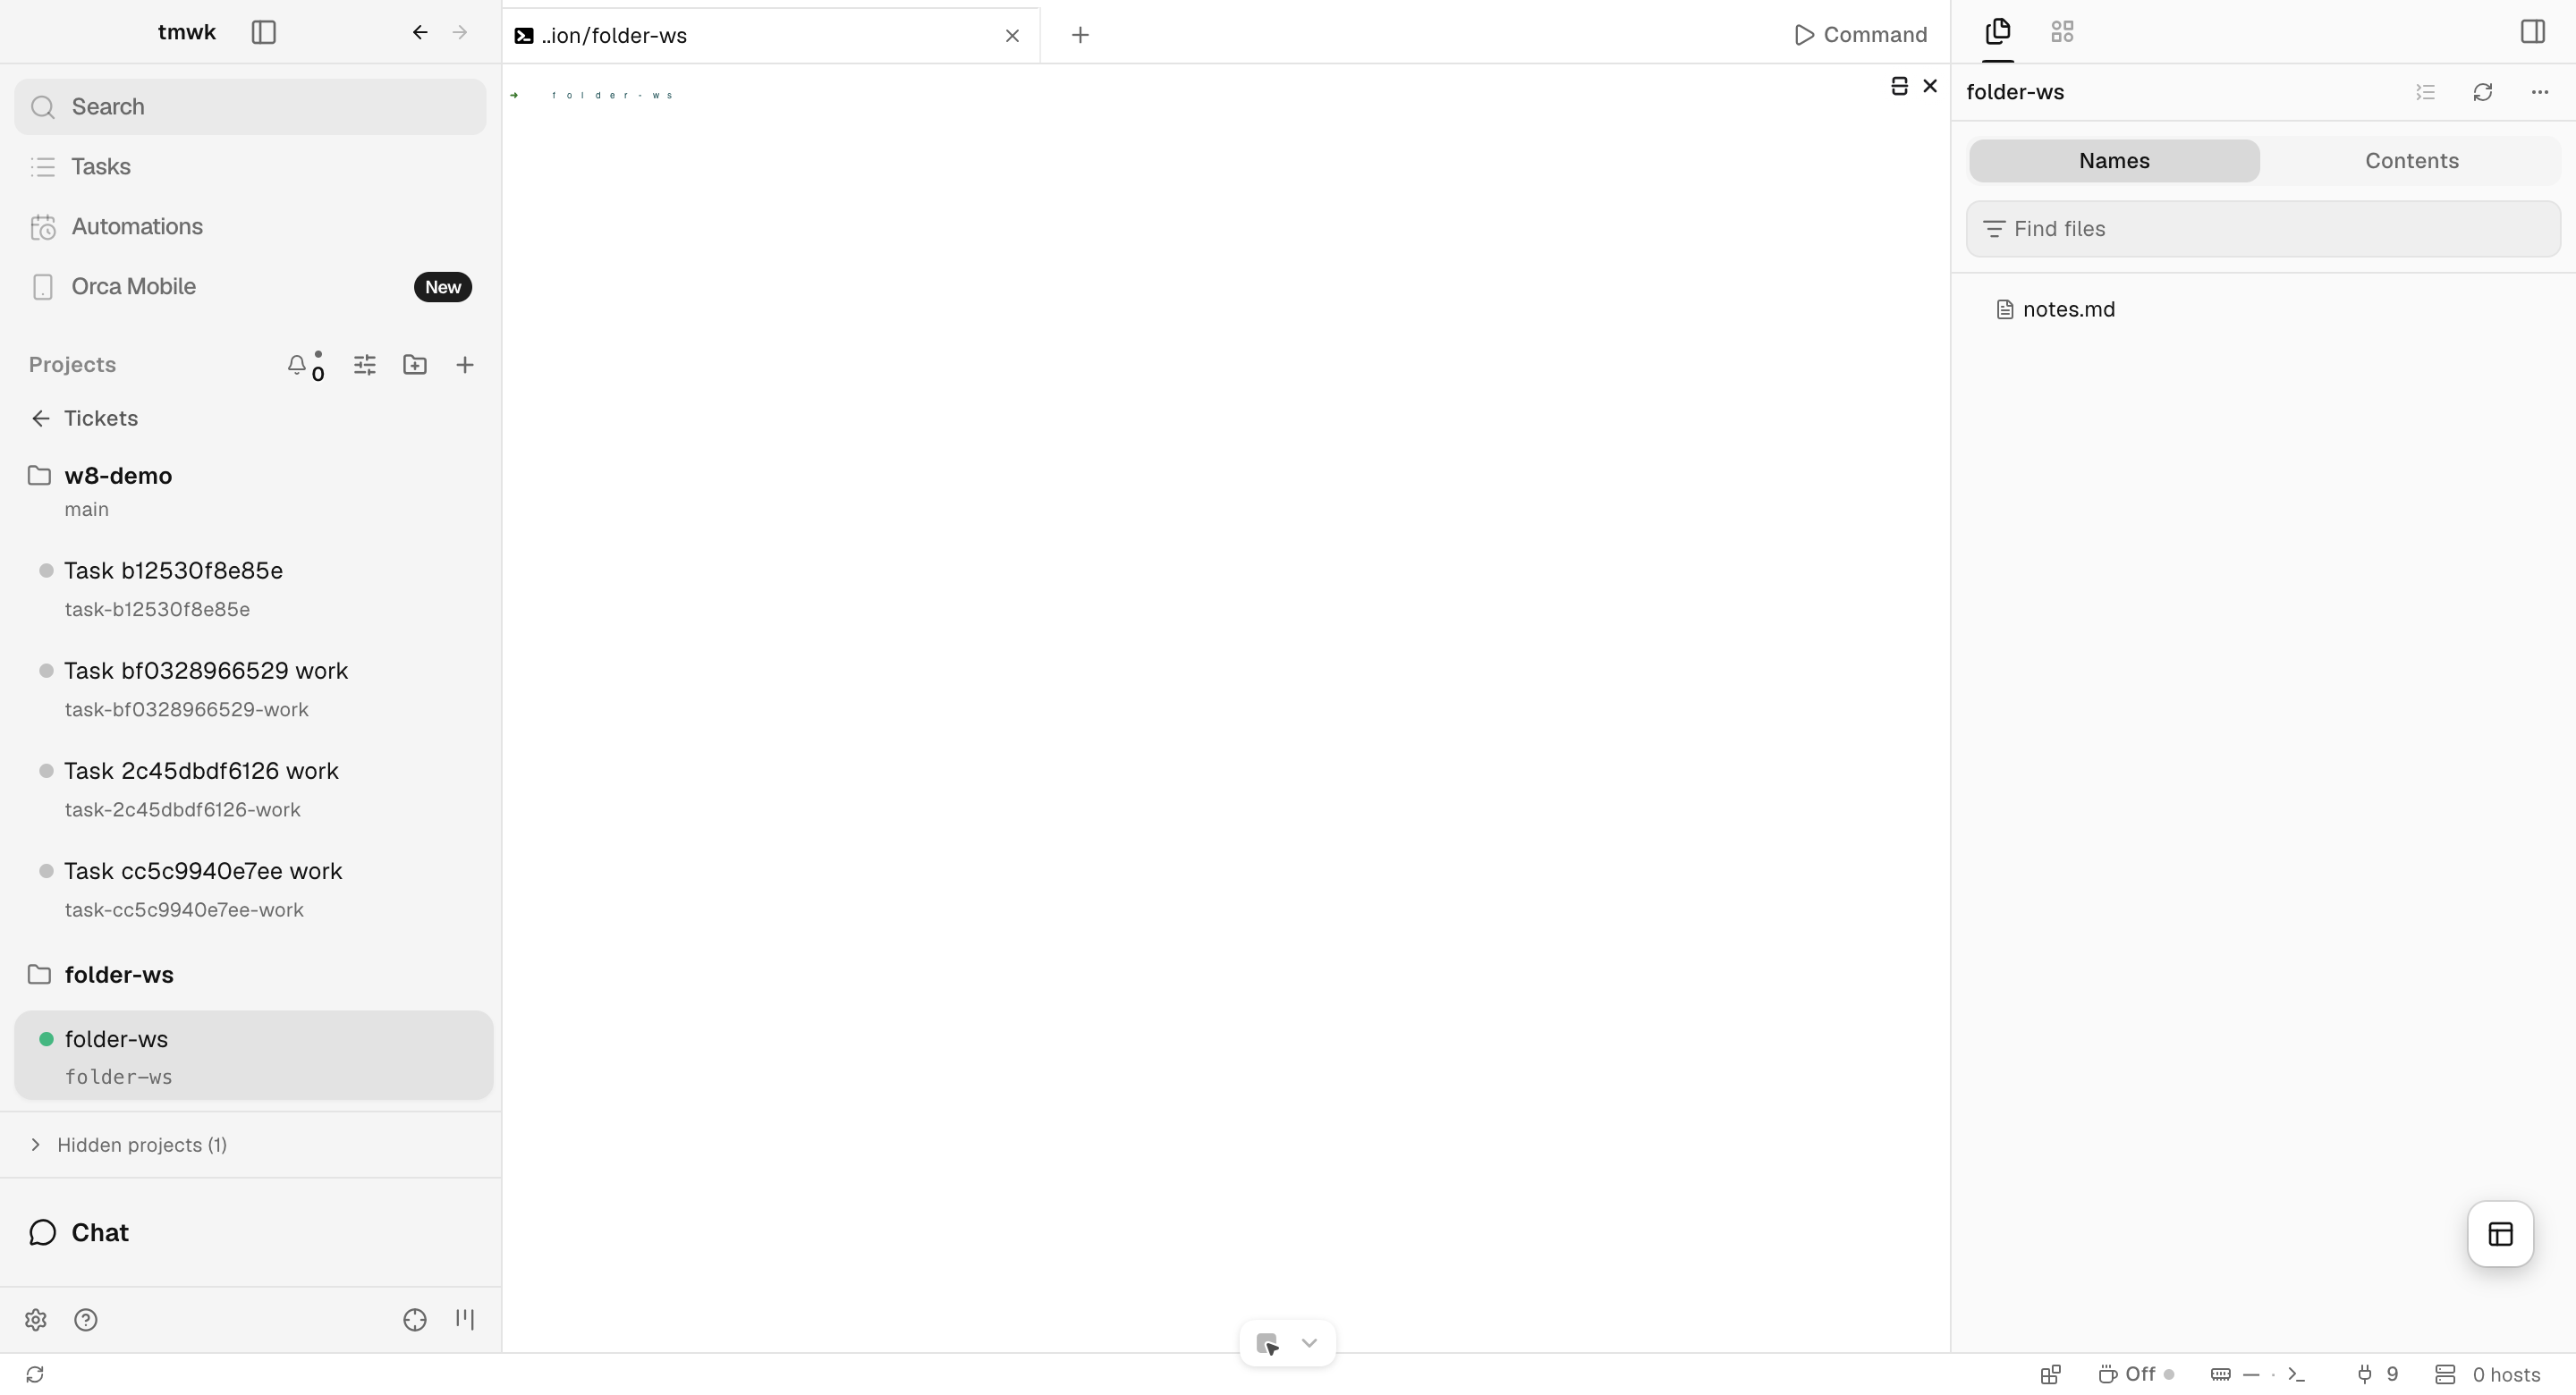 tmwk
Search
Tasks
Automations
Orca Mobile
New
Projects
0
Tickets
w8-demo
main
Task b12530f8e85e
task-b12530f8e85e
Task bf0328966529 work
task-bf0328966529-work
Task 2c45dbdf6126 work
task-2c45dbdf6126-work
Task cc5c9940e7ee work
task-cc5c9940e7ee-work
folder-ws
folder-ws
folder-ws
Hidden projects (1)
Chat
..ion/folder-ws
Command
➜ folder-ws
folder-ws
Names
Contents
Find files
notes.md
Off
— ·
9
0 hosts